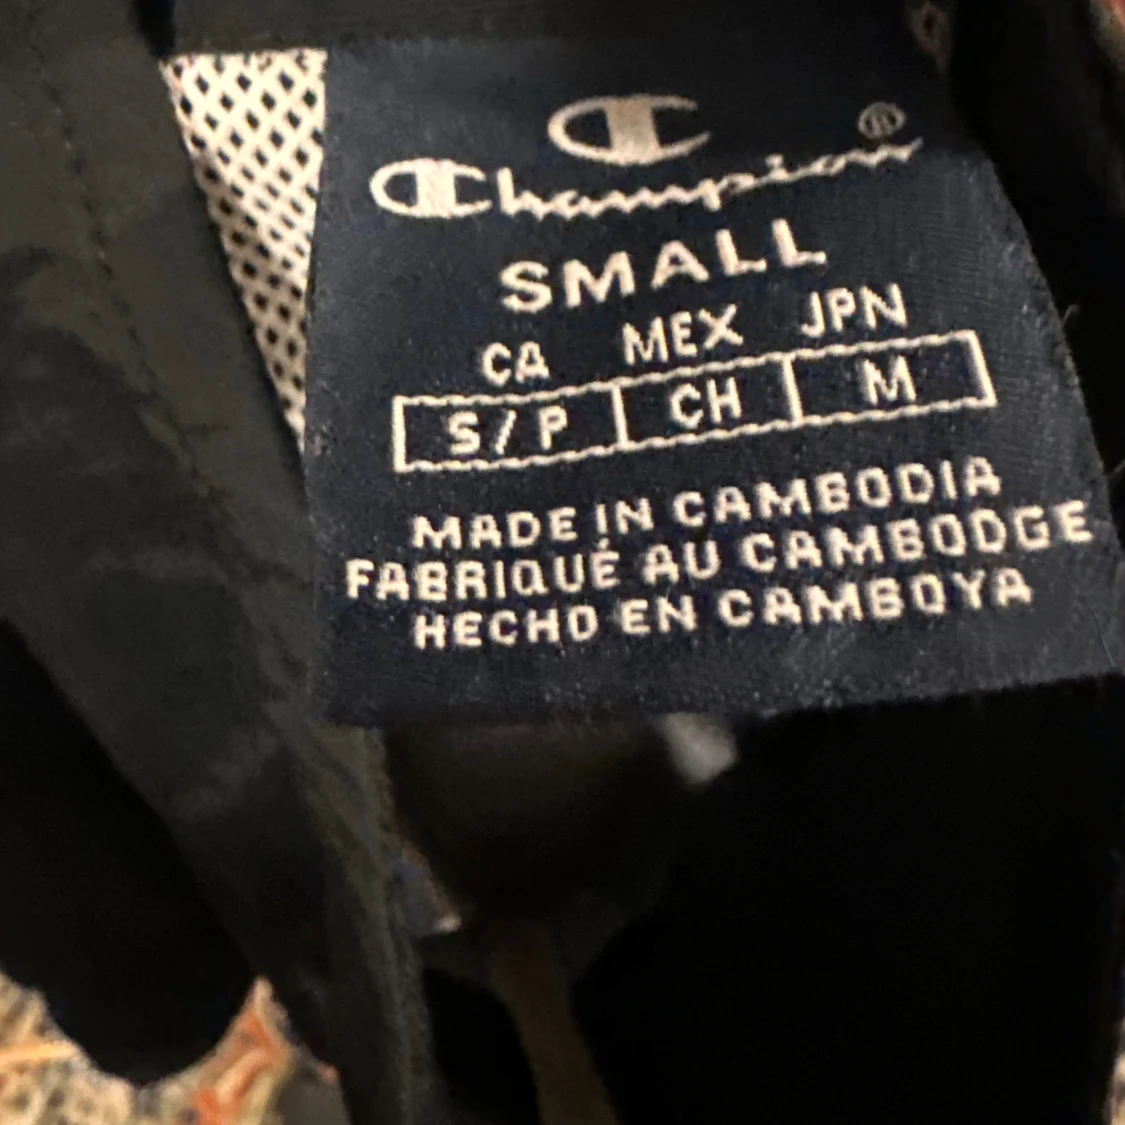 Champion ®
SMALL
CA MEX JPN
S/P CH M
MADE IN CAMBODIA
FABRIQUÉ AU CAMBODGE
HECHO EN CAMBOYA